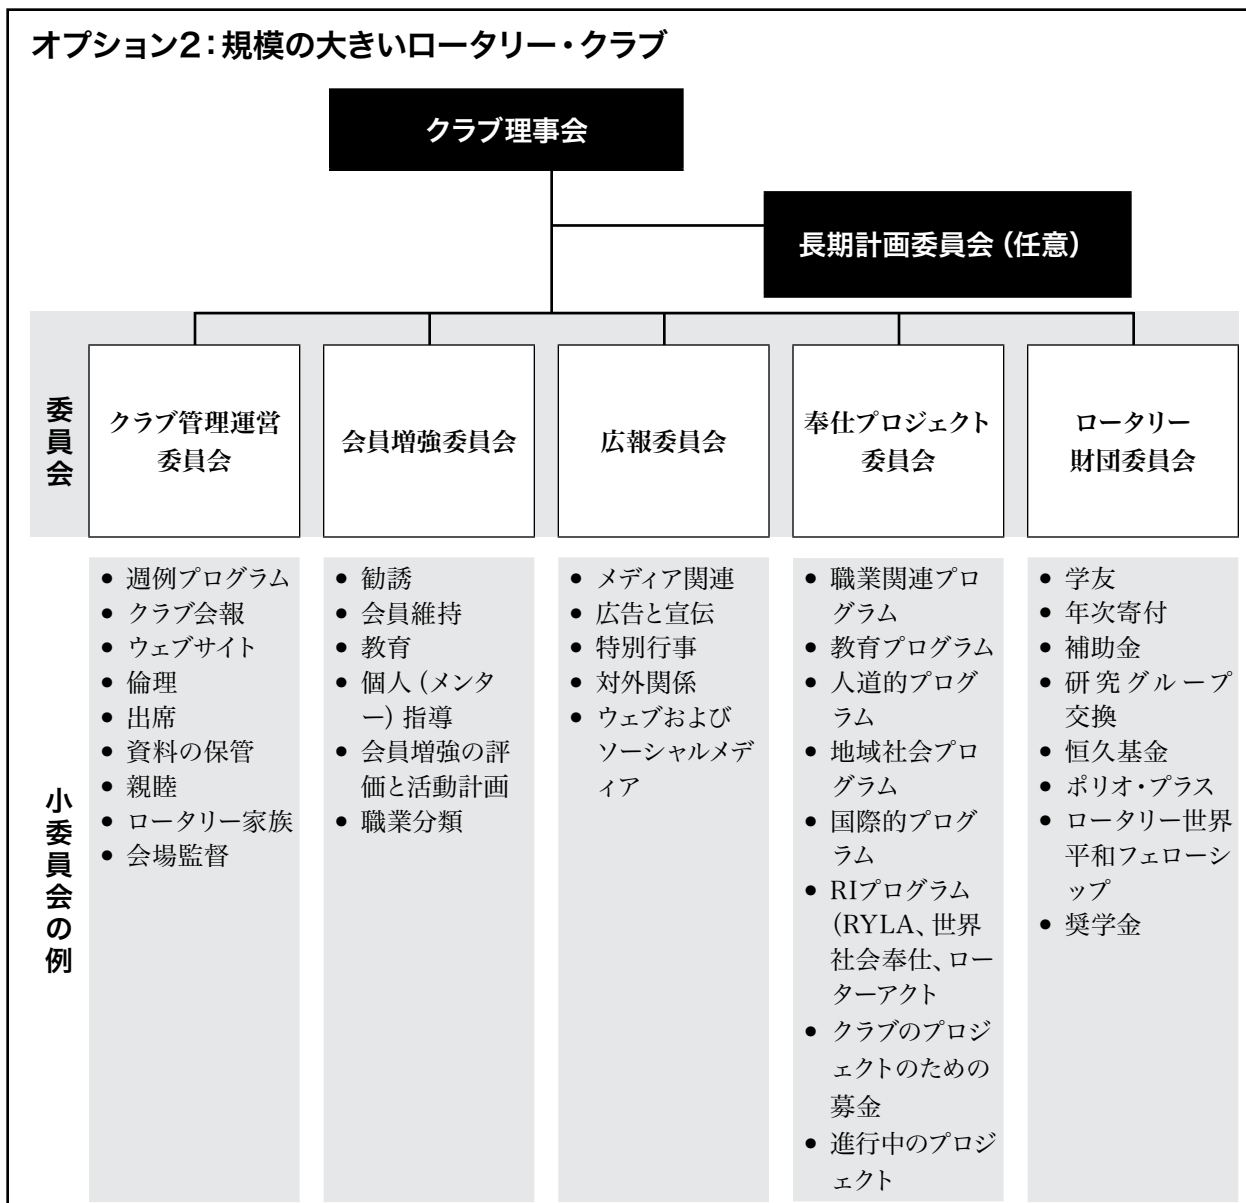 オプション2：規模の大きいロータリー・クラブ
クラブ理事会
長期計画委員会（任意）
委員会
クラブ管理運営
委員会
会員増強委員会
広報委員会
奉仕プロジェクト
委員会
ロータリー
財団委員会
小委員会の例
• 週例プログラム
• クラブ会報
• ウェブサイト
• 倫理
• 出席
• 資料の保管
• 親睦
• ロータリー家族
• 会場監督
• 勧誘
• 会員維持
• 教育
• 個人（メンタ
ー）指導
• 会員増強の評
価と活動計画
• 職業分類
• メディア関連
• 広告と宣伝
• 特別行事
• 対外関係
• ウェブおよび
ソーシャルメデ
ィア
• 職業関連プロ
グラム
• 教育プログラム
• 人道的プログ
ラム
• 地域社会プロ
グラム
• 国際的プログ
ラム
• RIプログラム
（RYLA、世界
社会奉仕、ロー
ターアクト
• クラブのプロジ
ェクトのための
募金
• 進行中のプロジ
ェクト
• 学友
• 年次寄付
• 補助金
• 研究グループ
交換
• 恒久基金
• ポリオ・プラス
• ロータリー世界
平和フェローシ
ップ
• 奨学金